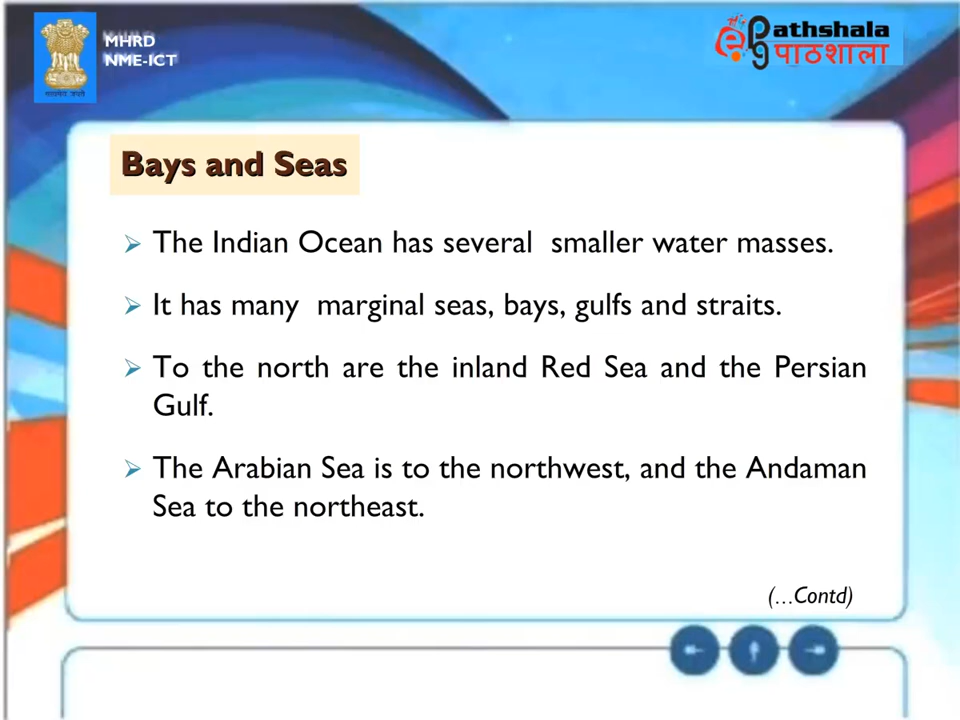 MHRD
NME-ICT
epg athshala
पाठशाला
Bays and Seas
The Indian Ocean has several smaller water masses.
It has many marginal seas, bays, gulfs and straits.
To the north are the inland Red Sea and the Persian
Gulf.
The Arabian Sea is to the northwest, and the Andaman
Sea to the northeast.
(...Contd)